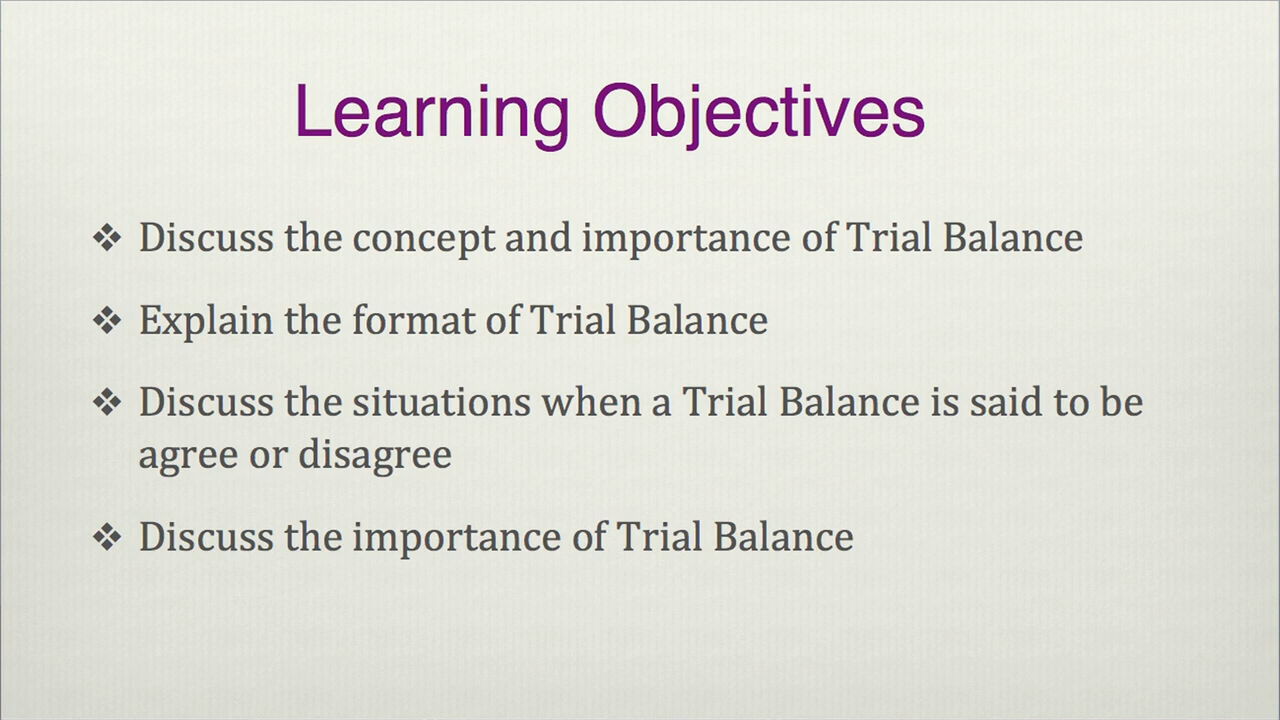 Learning Objectives
❖ Discuss the concept and importance of Trial Balance
❖ Explain the format of Trial Balance
❖ Discuss the situations when a Trial Balance is said to be
agree or disagree
❖ Discuss the importance of Trial Balance